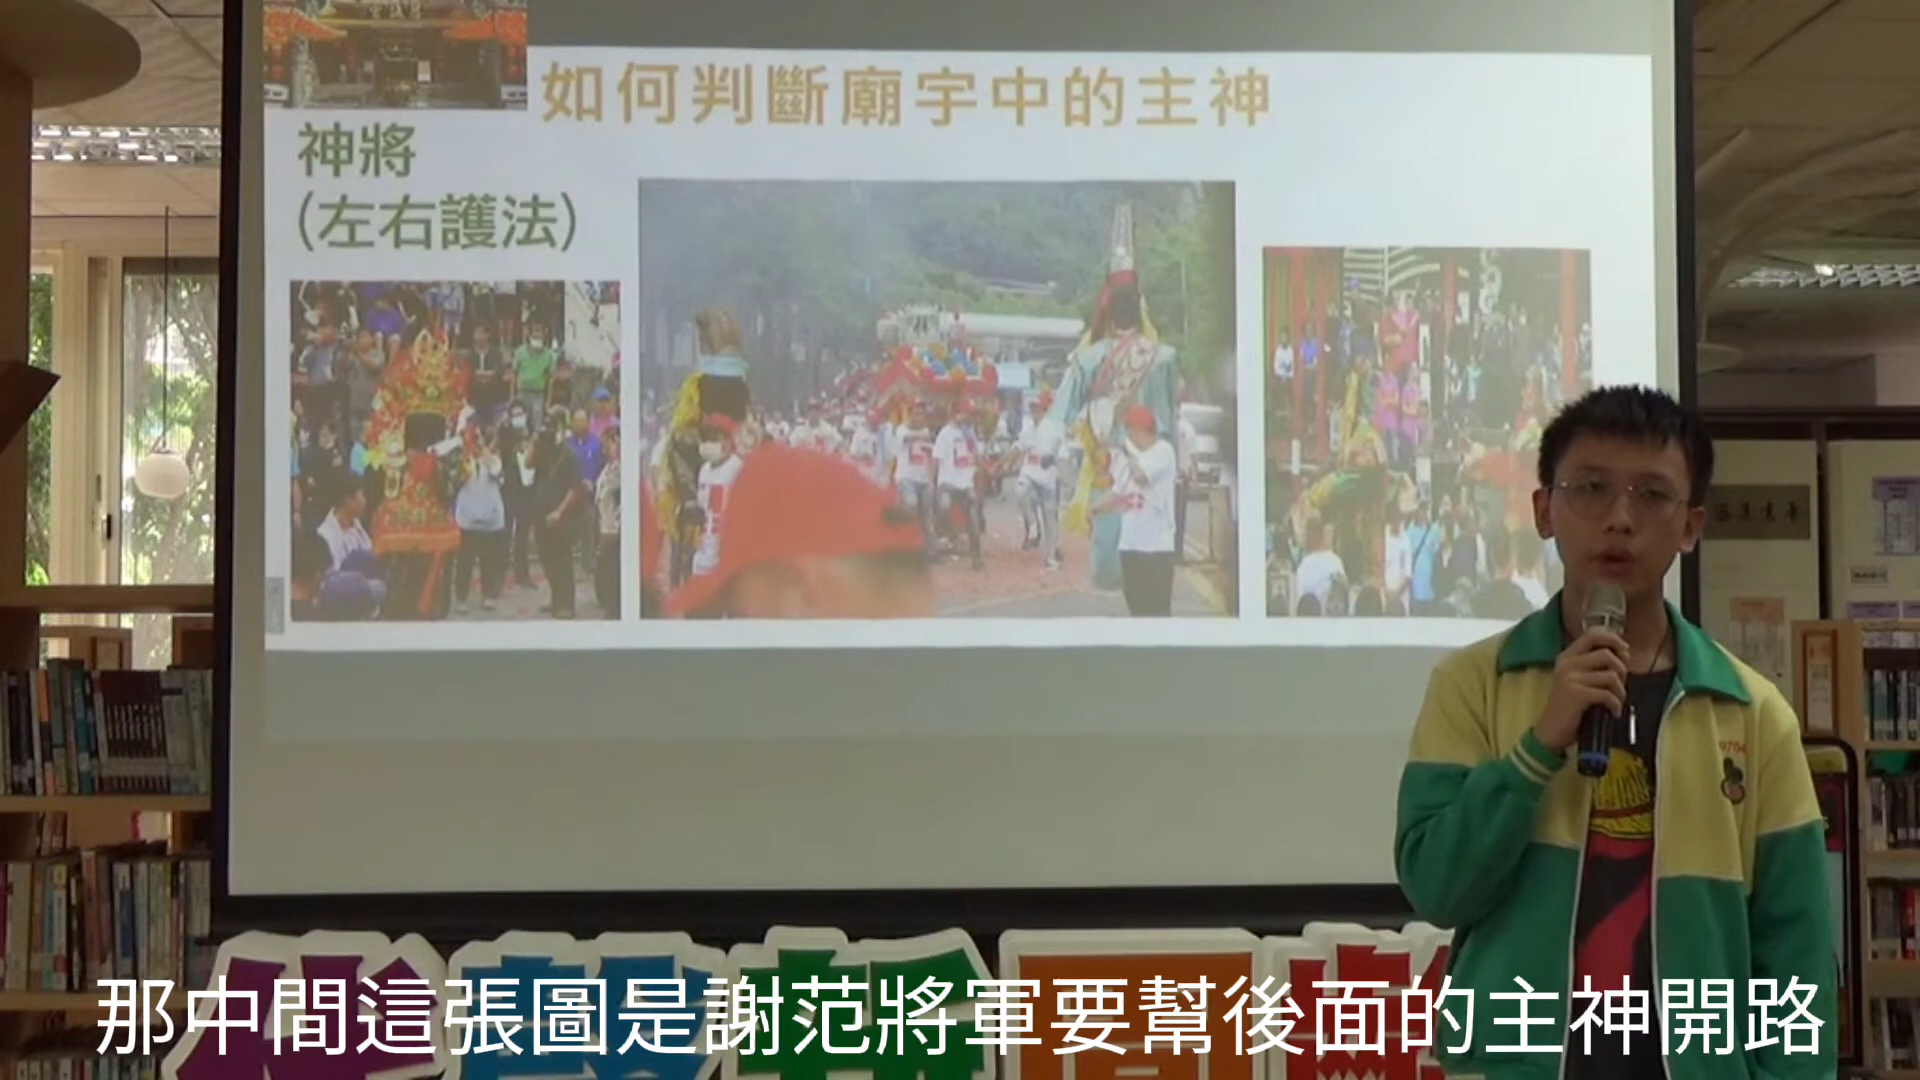 如何判斷廟宇中的主神
神將
(左右護法)
9704
那中間這張圖是謝范將軍要幫後面的主神開路